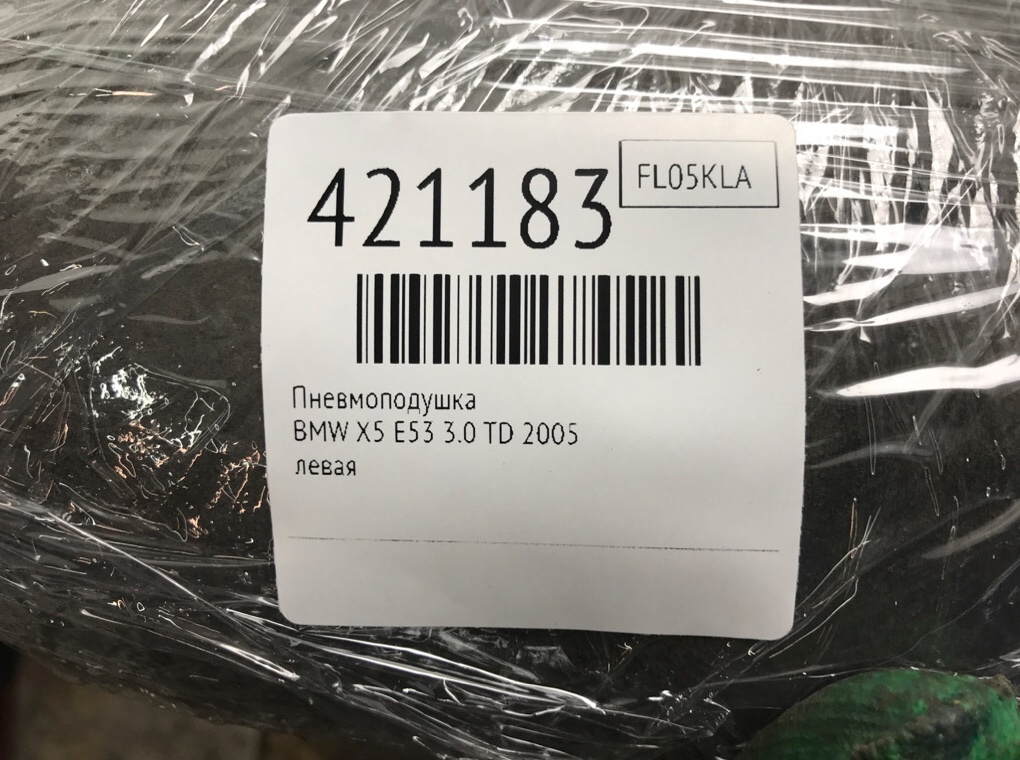 421183
FL05KLA
Пневмоподушка
BMW X5 E53 3.0 TD 2005
левая